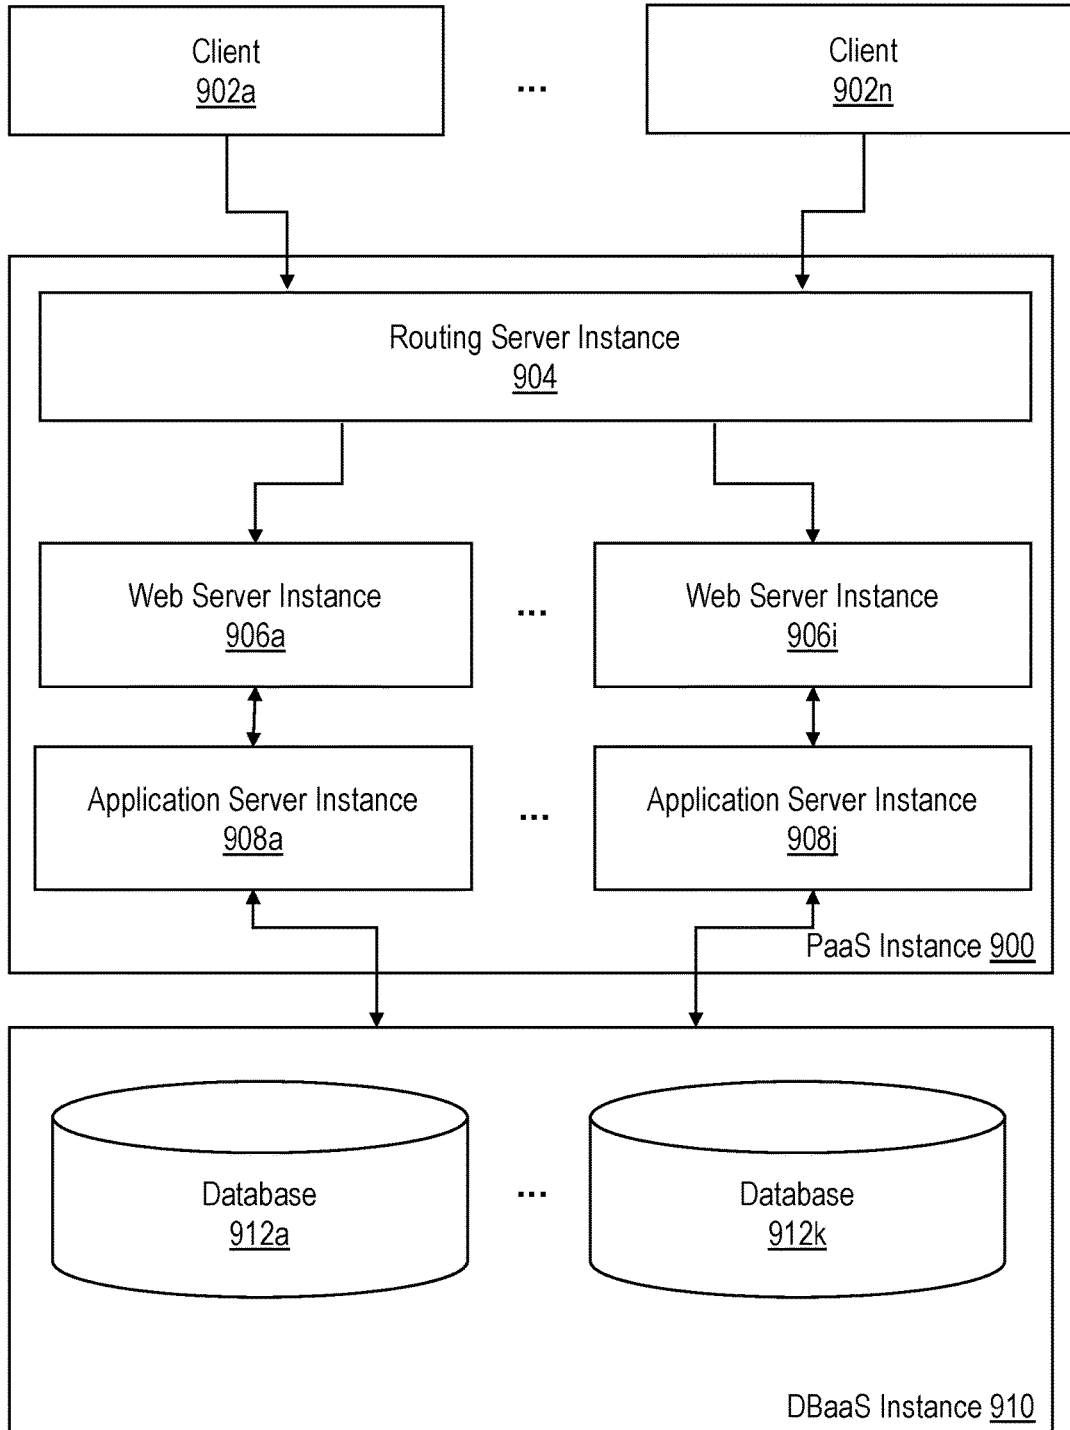 Client
902a
...
Client
902n
Routing Server Instance
904
Web Server Instance
906a
...
Web Server Instance
906i
Application Server Instance
908a
...
Application Server Instance
908j
PaaS Instance 900
Database
912a
...
Database
912k
DBaaS Instance 910